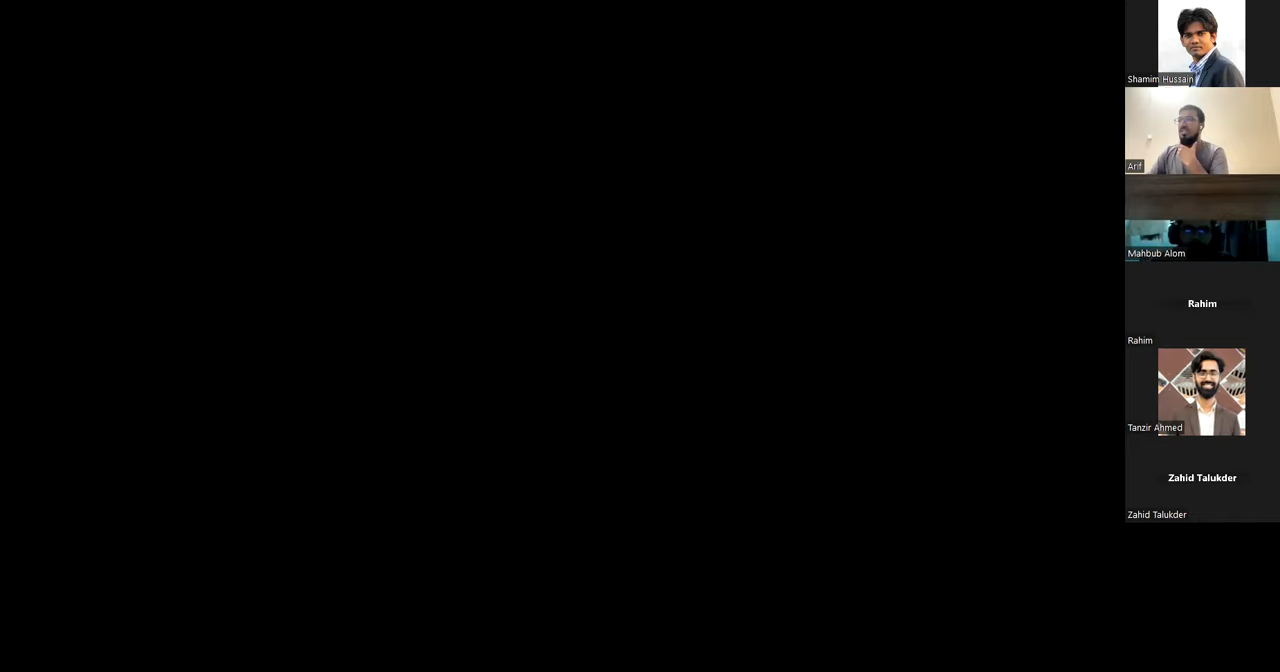 Shamim Hussain
Arif
Mahbub Alom
Rahim
Rahim
Tanzir Ahmed
Zahid Talukder
Zahid Talukder